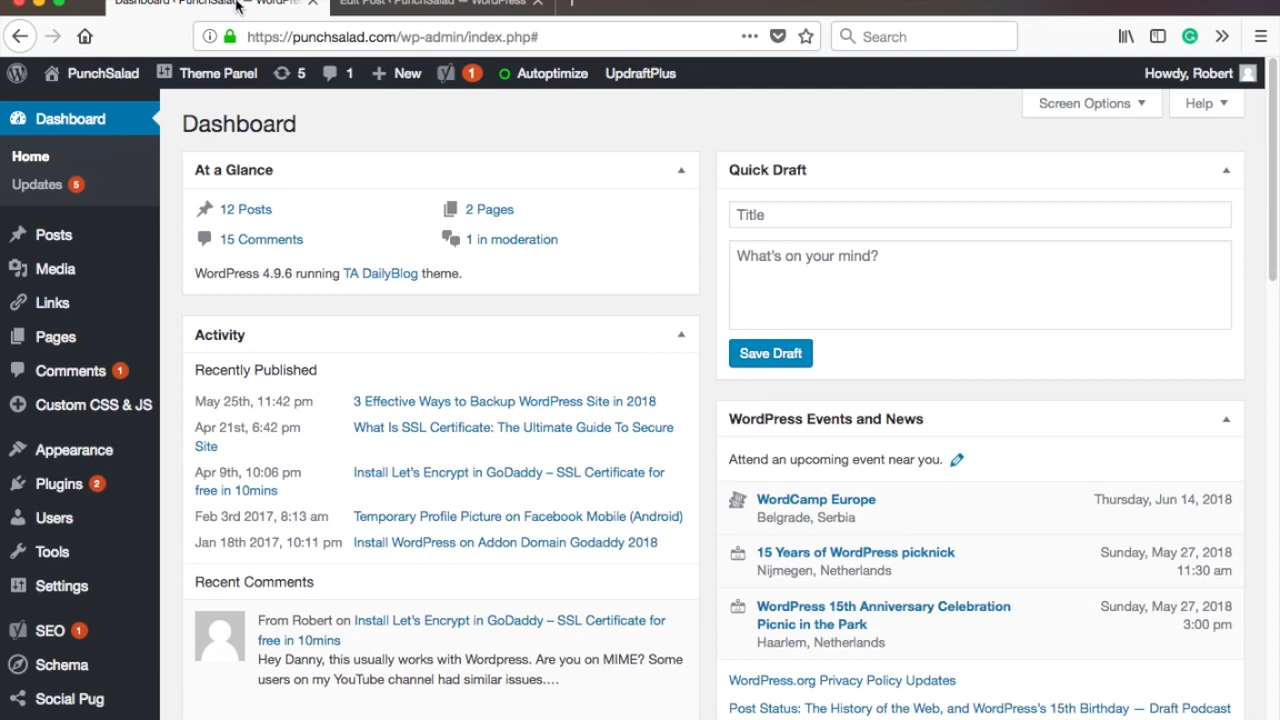 Dashboard ‹ PunchSalad — WordPre
Edit Post ‹ PunchSalad — WordPress
https://punchsalad.com/wp-admin/index.php#
Search
PunchSalad
Theme Panel
5
1
New
1
Autoptimize
UpdraftPlus
Howdy, Robert
Dashboard
Home
Updates 5
Posts
Media
Links
Pages
Comments 1
Custom CSS & JS
Appearance
Plugins 2
Users
Tools
Settings
SEO 1
Schema
Social Pug
Screen Options
Help
Dashboard
At a Glance
12 Posts
2 Pages
15 Comments
1 in moderation
WordPress 4.9.6 running TA DailyBlog theme.
Activity
Recently Published
May 25th, 11:42 pm 3 Effective Ways to Backup WordPress Site in 2018
Apr 21st, 6:42 pm What Is SSL Certificate: The Ultimate Guide To Secure
Site
Apr 9th, 10:06 pm Install Let's Encrypt in GoDaddy – SSL Certificate for
free in 10mins
Feb 3rd 2017, 8:13 am Temporary Profile Picture on Facebook Mobile (Android)
Jan 18th 2017, 10:11 pm Install WordPress on Addon Domain Godaddy 2018
Recent Comments
From Robert on Install Let's Encrypt in GoDaddy – SSL Certificate for
free in 10mins
Hey Danny, this usually works with Wordpress. Are you on MIME? Some
users on my YouTube channel had similar issues.…
Quick Draft
Title
What's on your mind?
Save Draft
WordPress Events and News
Attend an upcoming event near you.
WordCamp Europe
Belgrade, Serbia
Thursday, Jun 14, 2018
15 Years of WordPress picknick
Nijmegen, Netherlands
Sunday, May 27, 2018
11:30 am
WordPress 15th Anniversary Celebration
Picnic in the Park
Haarlem, Netherlands
Sunday, May 27, 2018
3:00 pm
WordPress.org Privacy Policy Updates
Post Status: The History of the Web, and WordPress's 15th Birthday — Draft Podcast